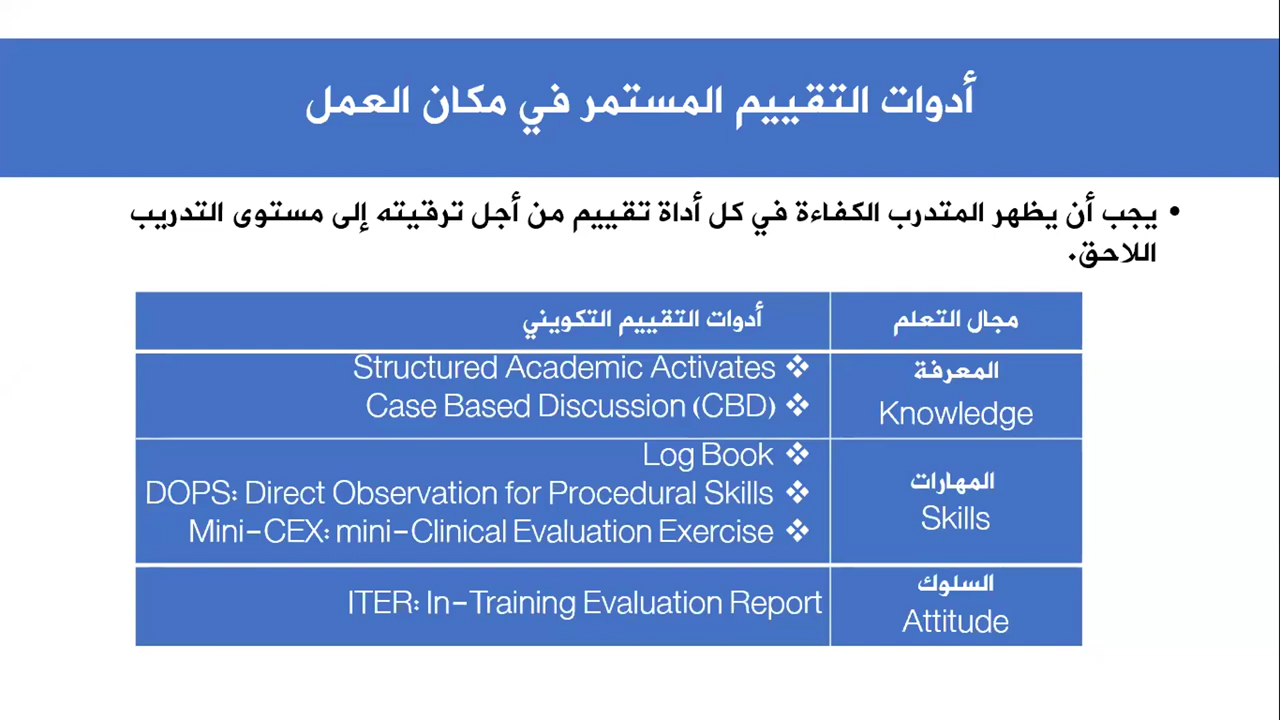 أدوات التقييم المستمر في مكان العمل
• يجب أن يظهر المتدرب الكفاءة في كل أداة تقييم من أجل ترقيته إلى مستوى التدريب
اللاحق.
مجال التعلم
أدوات التقييم التكويني
المعرفة
Knowledge
❖ Structured Academic Activates
❖ Case Based Discussion (CBD)
المهارات
Skills
❖ Log Book
❖ DOPS: Direct Observation for Procedural Skills
❖ Mini-CEX: mini-Clinical Evaluation Exercise
السلوك
Attitude
ITER: In-Training Evaluation Report